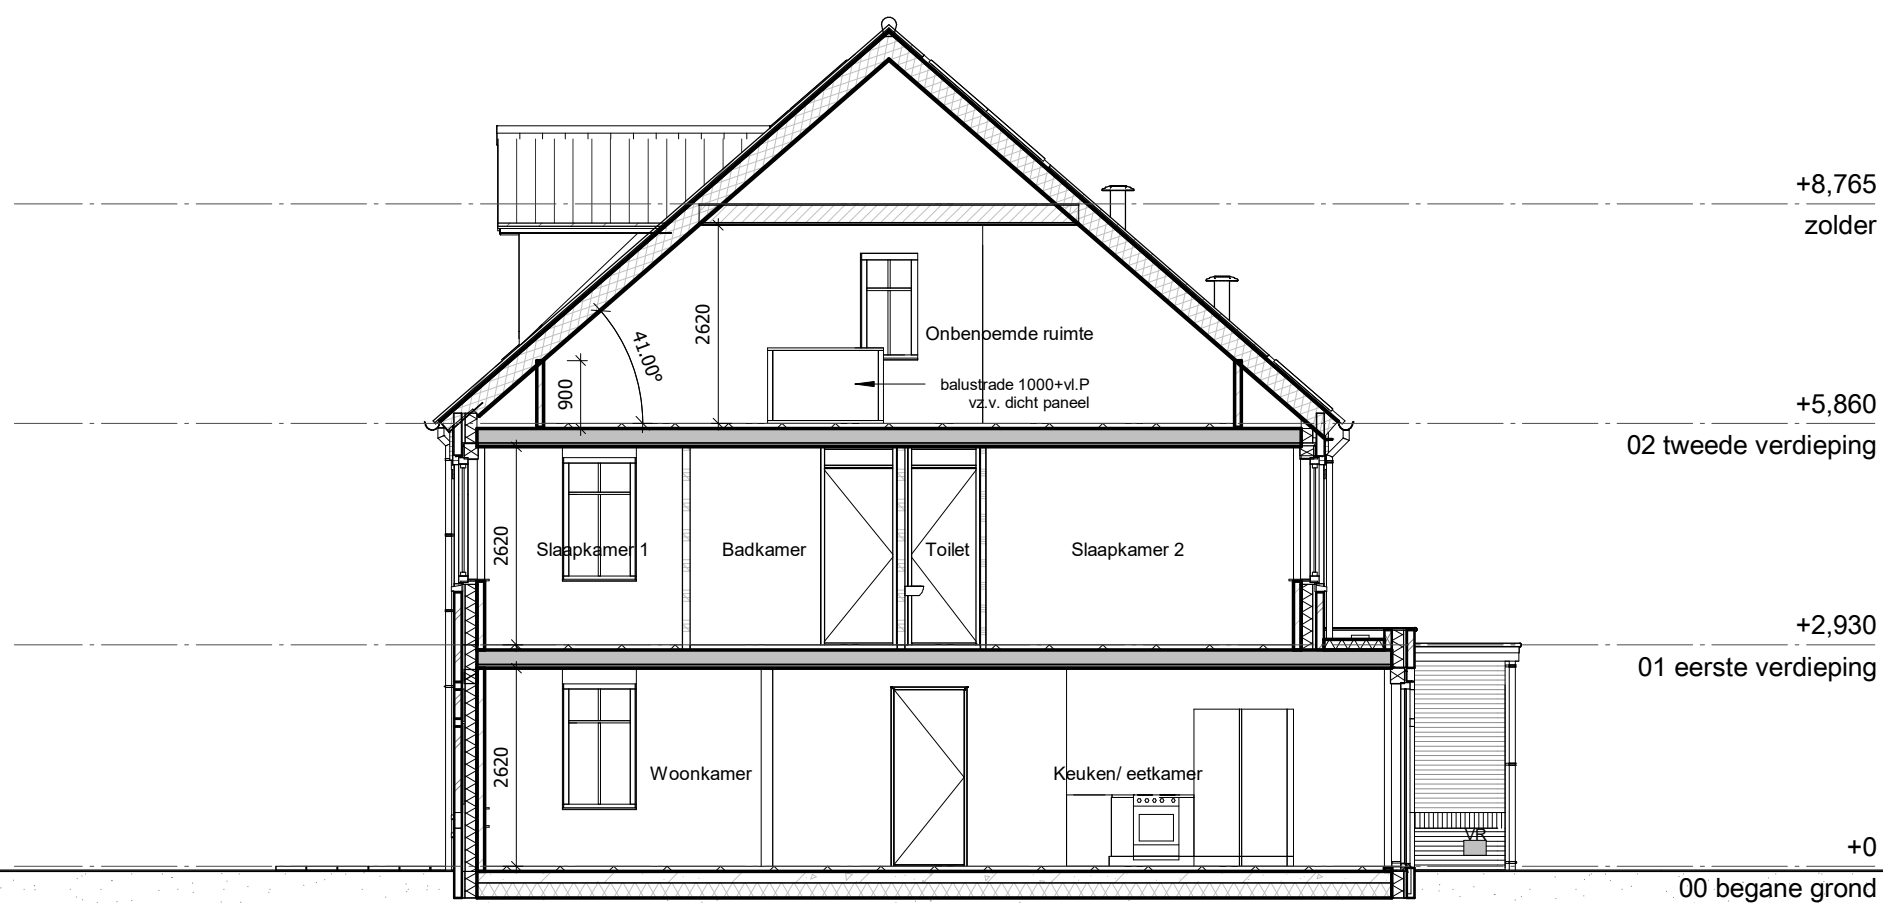 +8,765
zolder
2620
41.00°
Onbenoemde ruimte
900
balustrade 1000+vl.P
vz.v. dicht paneel
+5,860
02 tweede verdieping
2620
Slaapkamer 1
Badkamer
Toilet
Slaapkamer 2
+2,930
01 eerste verdieping
2620
Woonkamer
Keuken/ eetkamer
VR
+0
00 begane grond